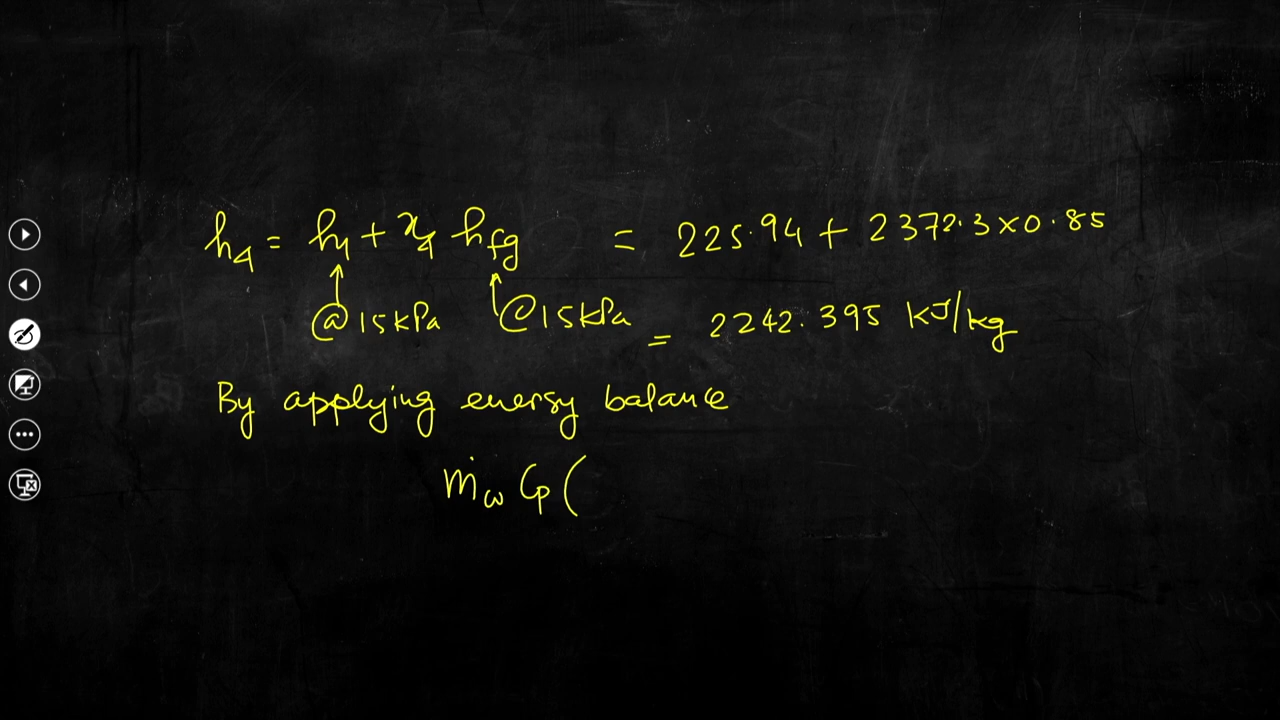 h₄ = h₁ + x₄ hfg = 225.94 + 2372.3×0.85
@15kPa @15kPa = 2242.395 kJ/kg
By applying energy balance
ṁw Cp (